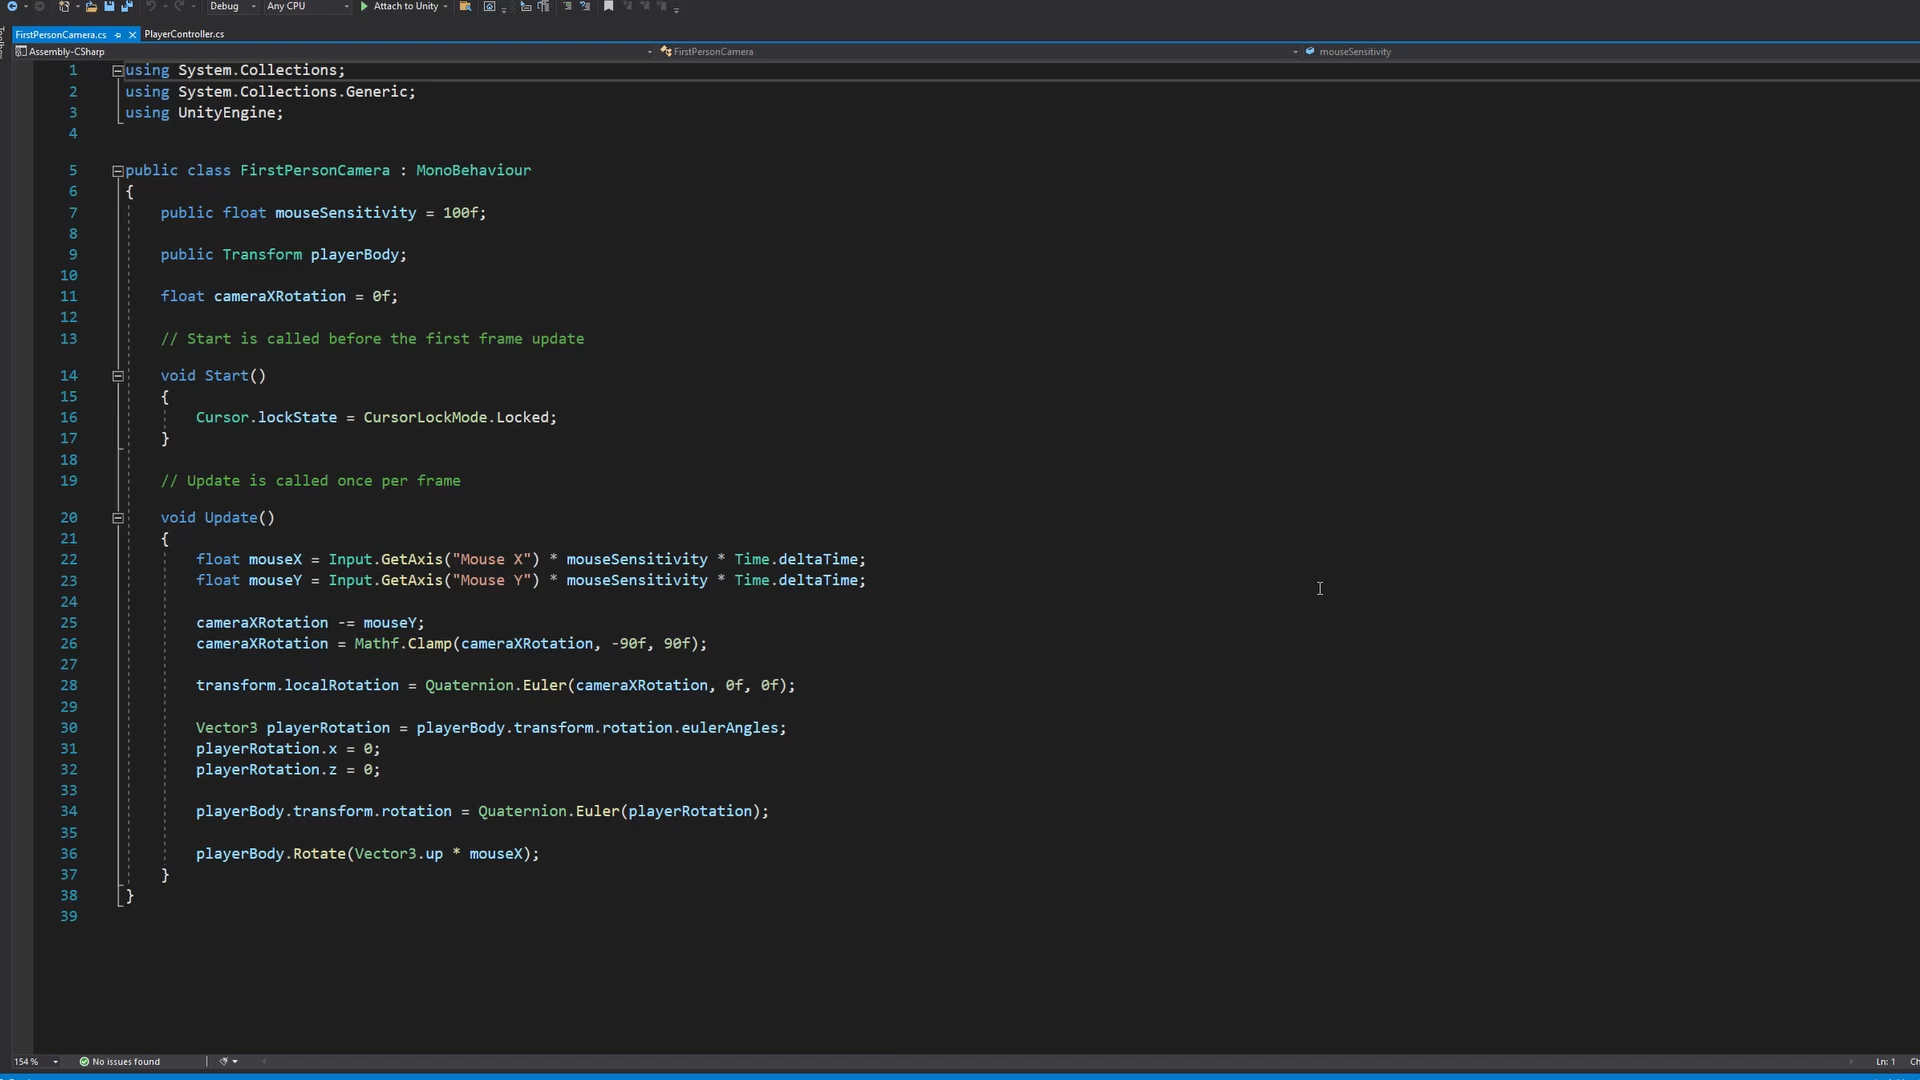 Debug
Any CPU
Attach to Unity
FirstPersonCamera.cs
PlayerController.cs
Assembly-CSharp
FirstPersonCamera
mouseSensitivity
1 using System.Collections;
2 using System.Collections.Generic;
3 using UnityEngine;
4
5 public class FirstPersonCamera : MonoBehaviour
6 {
7 public float mouseSensitivity = 100f;
8
9 public Transform playerBody;
10
11 float cameraXRotation = 0f;
12
13 // Start is called before the first frame update
14 void Start()
15 {
16 Cursor.lockState = CursorLockMode.Locked;
17 }
18
19 // Update is called once per frame
20 void Update()
21 {
22 float mouseX = Input.GetAxis("Mouse X") * mouseSensitivity * Time.deltaTime;
23 float mouseY = Input.GetAxis("Mouse Y") * mouseSensitivity * Time.deltaTime;
24
25 cameraXRotation -= mouseY;
26 cameraXRotation = Mathf.Clamp(cameraXRotation, -90f, 90f);
27
28 transform.localRotation = Quaternion.Euler(cameraXRotation, 0f, 0f);
29
30 Vector3 playerRotation = playerBody.transform.rotation.eulerAngles;
31 playerRotation.x = 0;
32 playerRotation.z = 0;
33
34 playerBody.transform.rotation = Quaternion.Euler(playerRotation);
35
36 playerBody.Rotate(Vector3.up * mouseX);
37 }
38 }
39
154 %
No issues found
Ln: 1